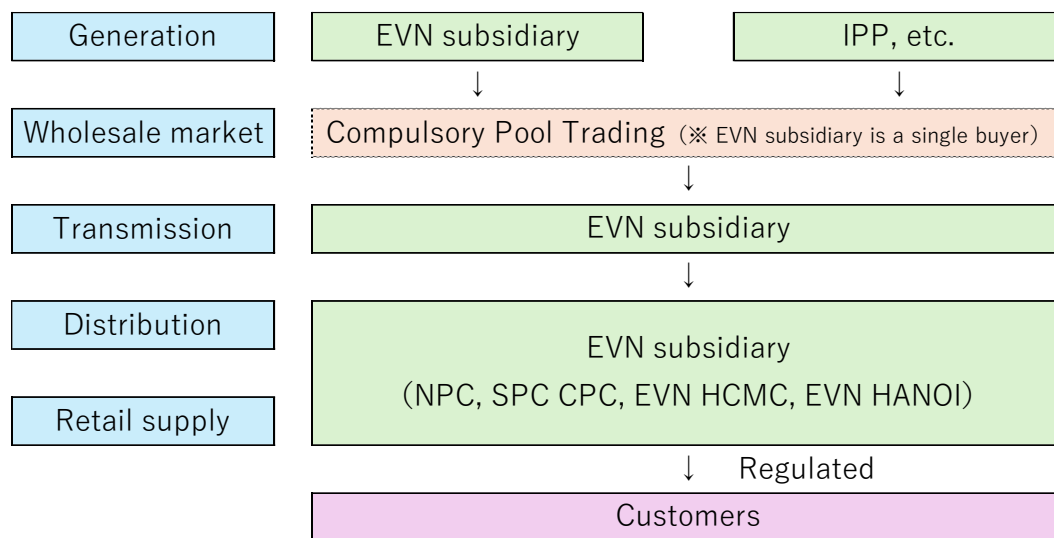 Generation
EVN subsidiary
IPP, etc.
↓
↓
Wholesale market
Compulsory Pool Trading (※ EVN subsidiary is a single buyer)
↓
Transmission
EVN subsidiary
↓
Distribution
EVN subsidiary
(NPC, SPC CPC, EVN HCMC, EVN HANOI)
Retail supply
↓ Regulated
Customers